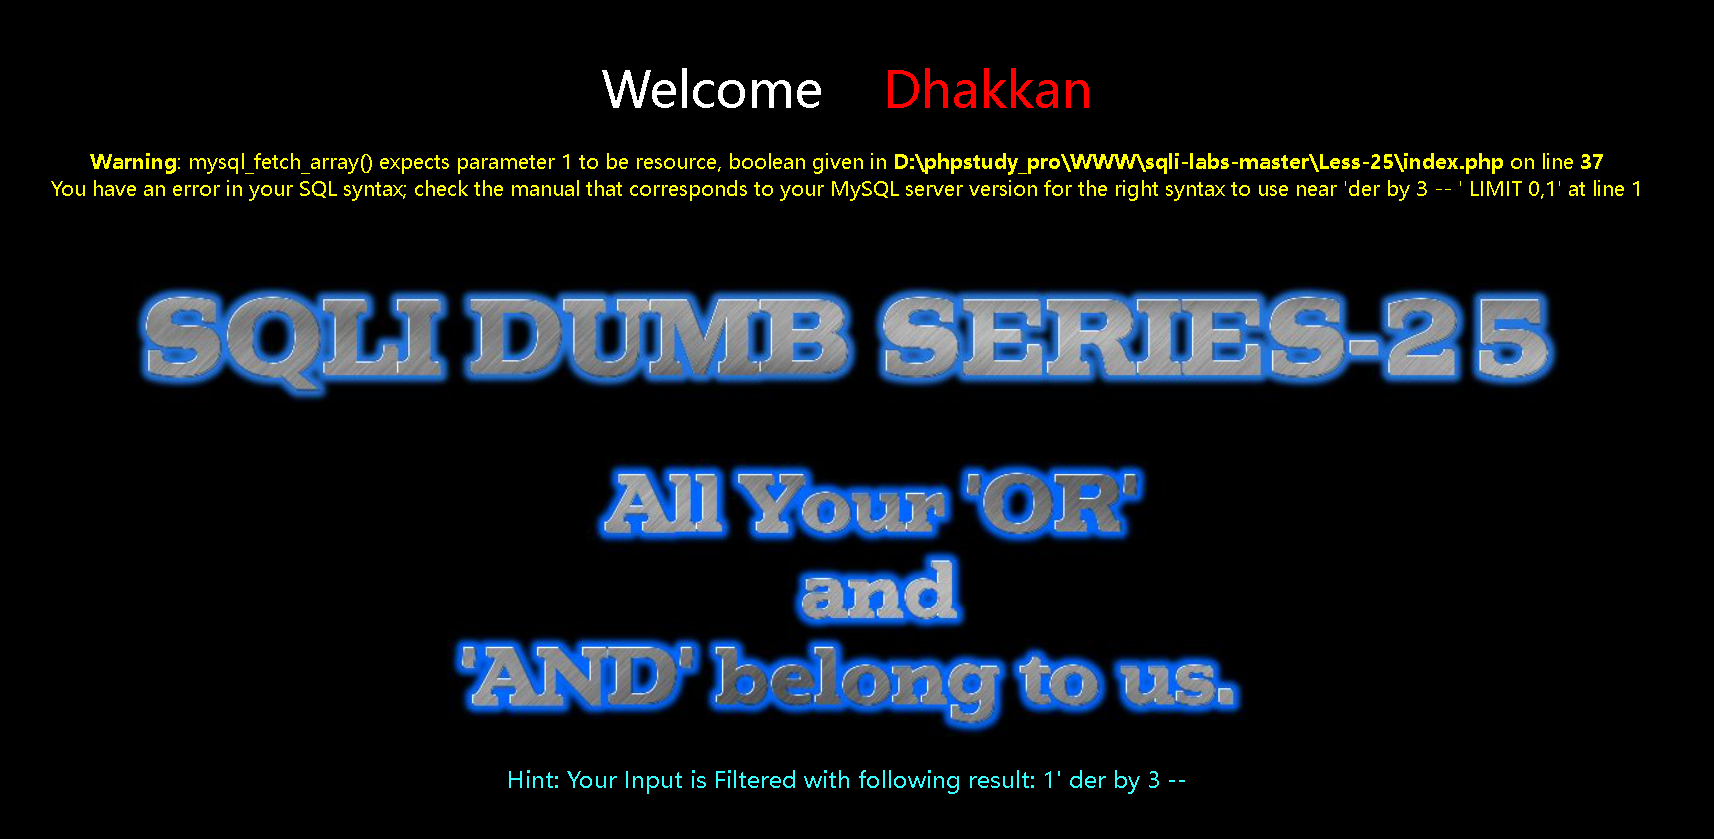 Welcome Dhakkan
Warning: mysql_fetch_array() expects parameter 1 to be resource, boolean given in D:\phpstudy_pro\WWW\sqli-labs-master\Less-25\index.php on line 37
You have an error in your SQL syntax; check the manual that corresponds to your MySQL server version for the right syntax to use near 'der by 3 -- ' LIMIT 0,1' at line 1
SQLI DUMB SERIES-25
All Your 'OR'
and
'AND' belong to us.
Hint: Your Input is Filtered with following result: 1' der by 3 --